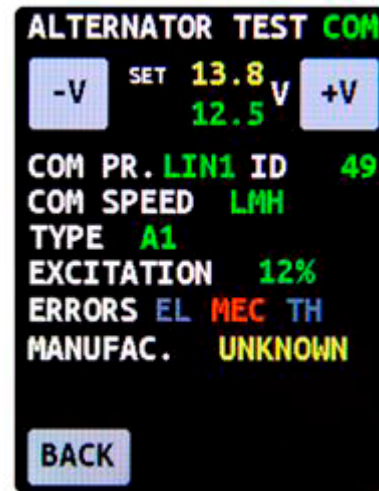 ALTERNATOR TEST COM
-V SET 13.8 V +V
12.5
COM PR. LIN1 ID 49
COM SPEED LMH
TYPE A1
EXCITATION 12%
ERRORS EL MEC TH
MANUFAC. UNKNOWN
BACK